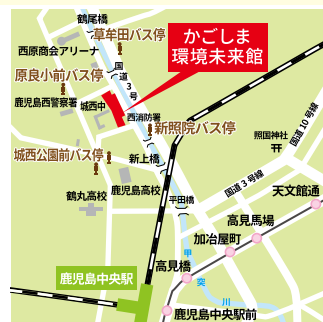 鶴尾橋
かごしま
環境未来館
草牟田バス停
西原商会アリーナ
国道3号
原良小前バス停
鹿児島西警察署
城西中
西消防署
新照院バス停
照国神社
国道10号線
城西公園前バス停
新上橋
鹿児島高校
国道3号線
鶴丸高校
平田橋
天文館通
高見馬場
加冶屋町
甲突川
高見橋
鹿児島中央駅
鹿児島中央駅前